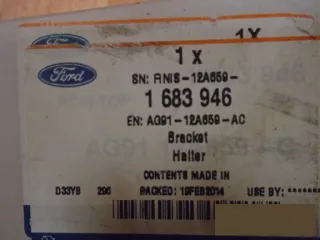 1X
1 X
Ford
SN: FINIS-12A659-
1 683 946
EN: AG91-12A659-AC
Bracket
Halter
CONTENTS MADE IN
D33YB 296 PACKED: 19FEB2014 USE BY: